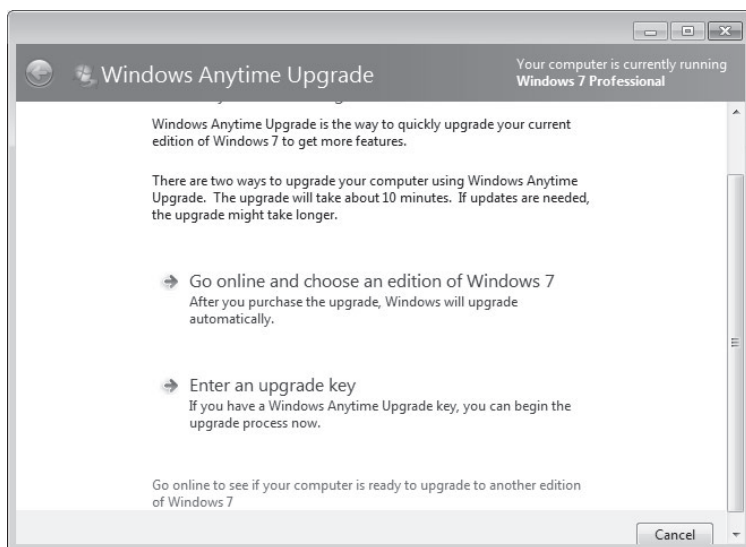 Windows Anytime Upgrade
Your computer is currently running
Windows 7 Professional
Windows Anytime Upgrade is the way to quickly upgrade your current
edition of Windows 7 to get more features.
There are two ways to upgrade your computer using Windows Anytime
Upgrade. The upgrade will take about 10 minutes. If updates are needed,
the upgrade might take longer.
Go online and choose an edition of Windows 7
After you purchase the upgrade, Windows will upgrade
automatically.
Enter an upgrade key
If you have a Windows Anytime Upgrade key, you can begin the
upgrade process now.
Go online to see if your computer is ready to upgrade to another edition
of Windows 7
Cancel